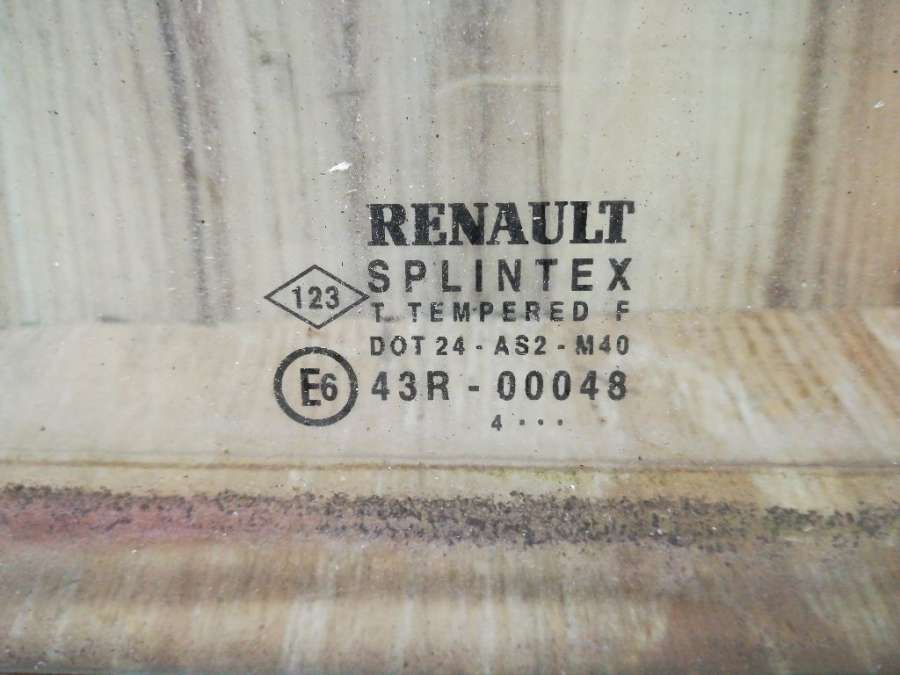 RENAULT
SPLINTEX
123
T TEMPERED F
DOT 24 - AS2 - M40
E6 43R - 00048
4 ...